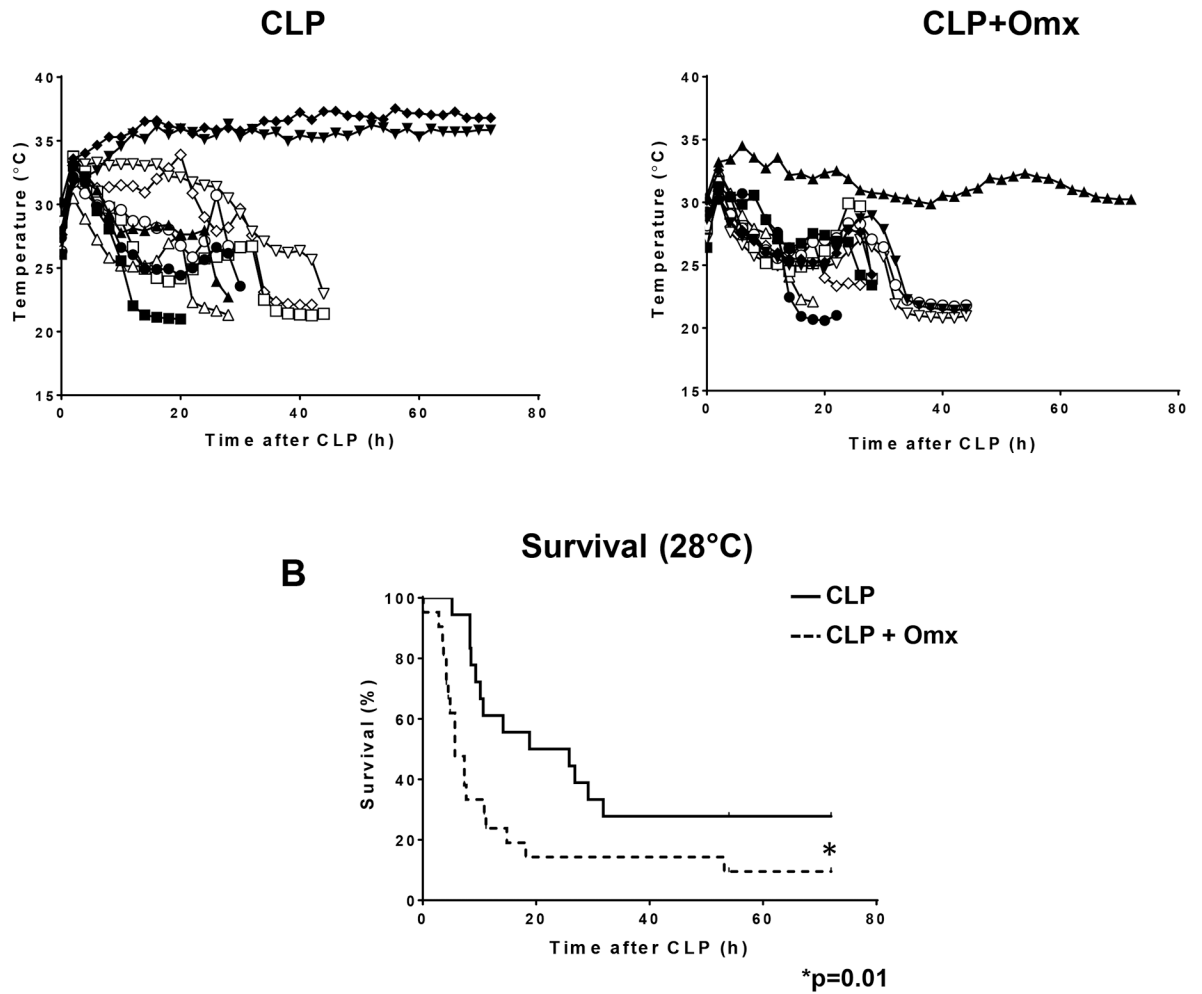 CLP
CLP+Omx
40
35
30
25
20
15
Temperature (°C)
0 20 40 60 80
Time after CLP (h)
40
35
30
25
20
15
Temperature (°C)
0 20 40 60 80
Time after CLP (h)
B
Survival (28°C)
CLP
CLP + Omx
100
80
60
40
20
0
Survival (%)
*
0 20 40 60 80
Time after CLP (h)
*p=0.01